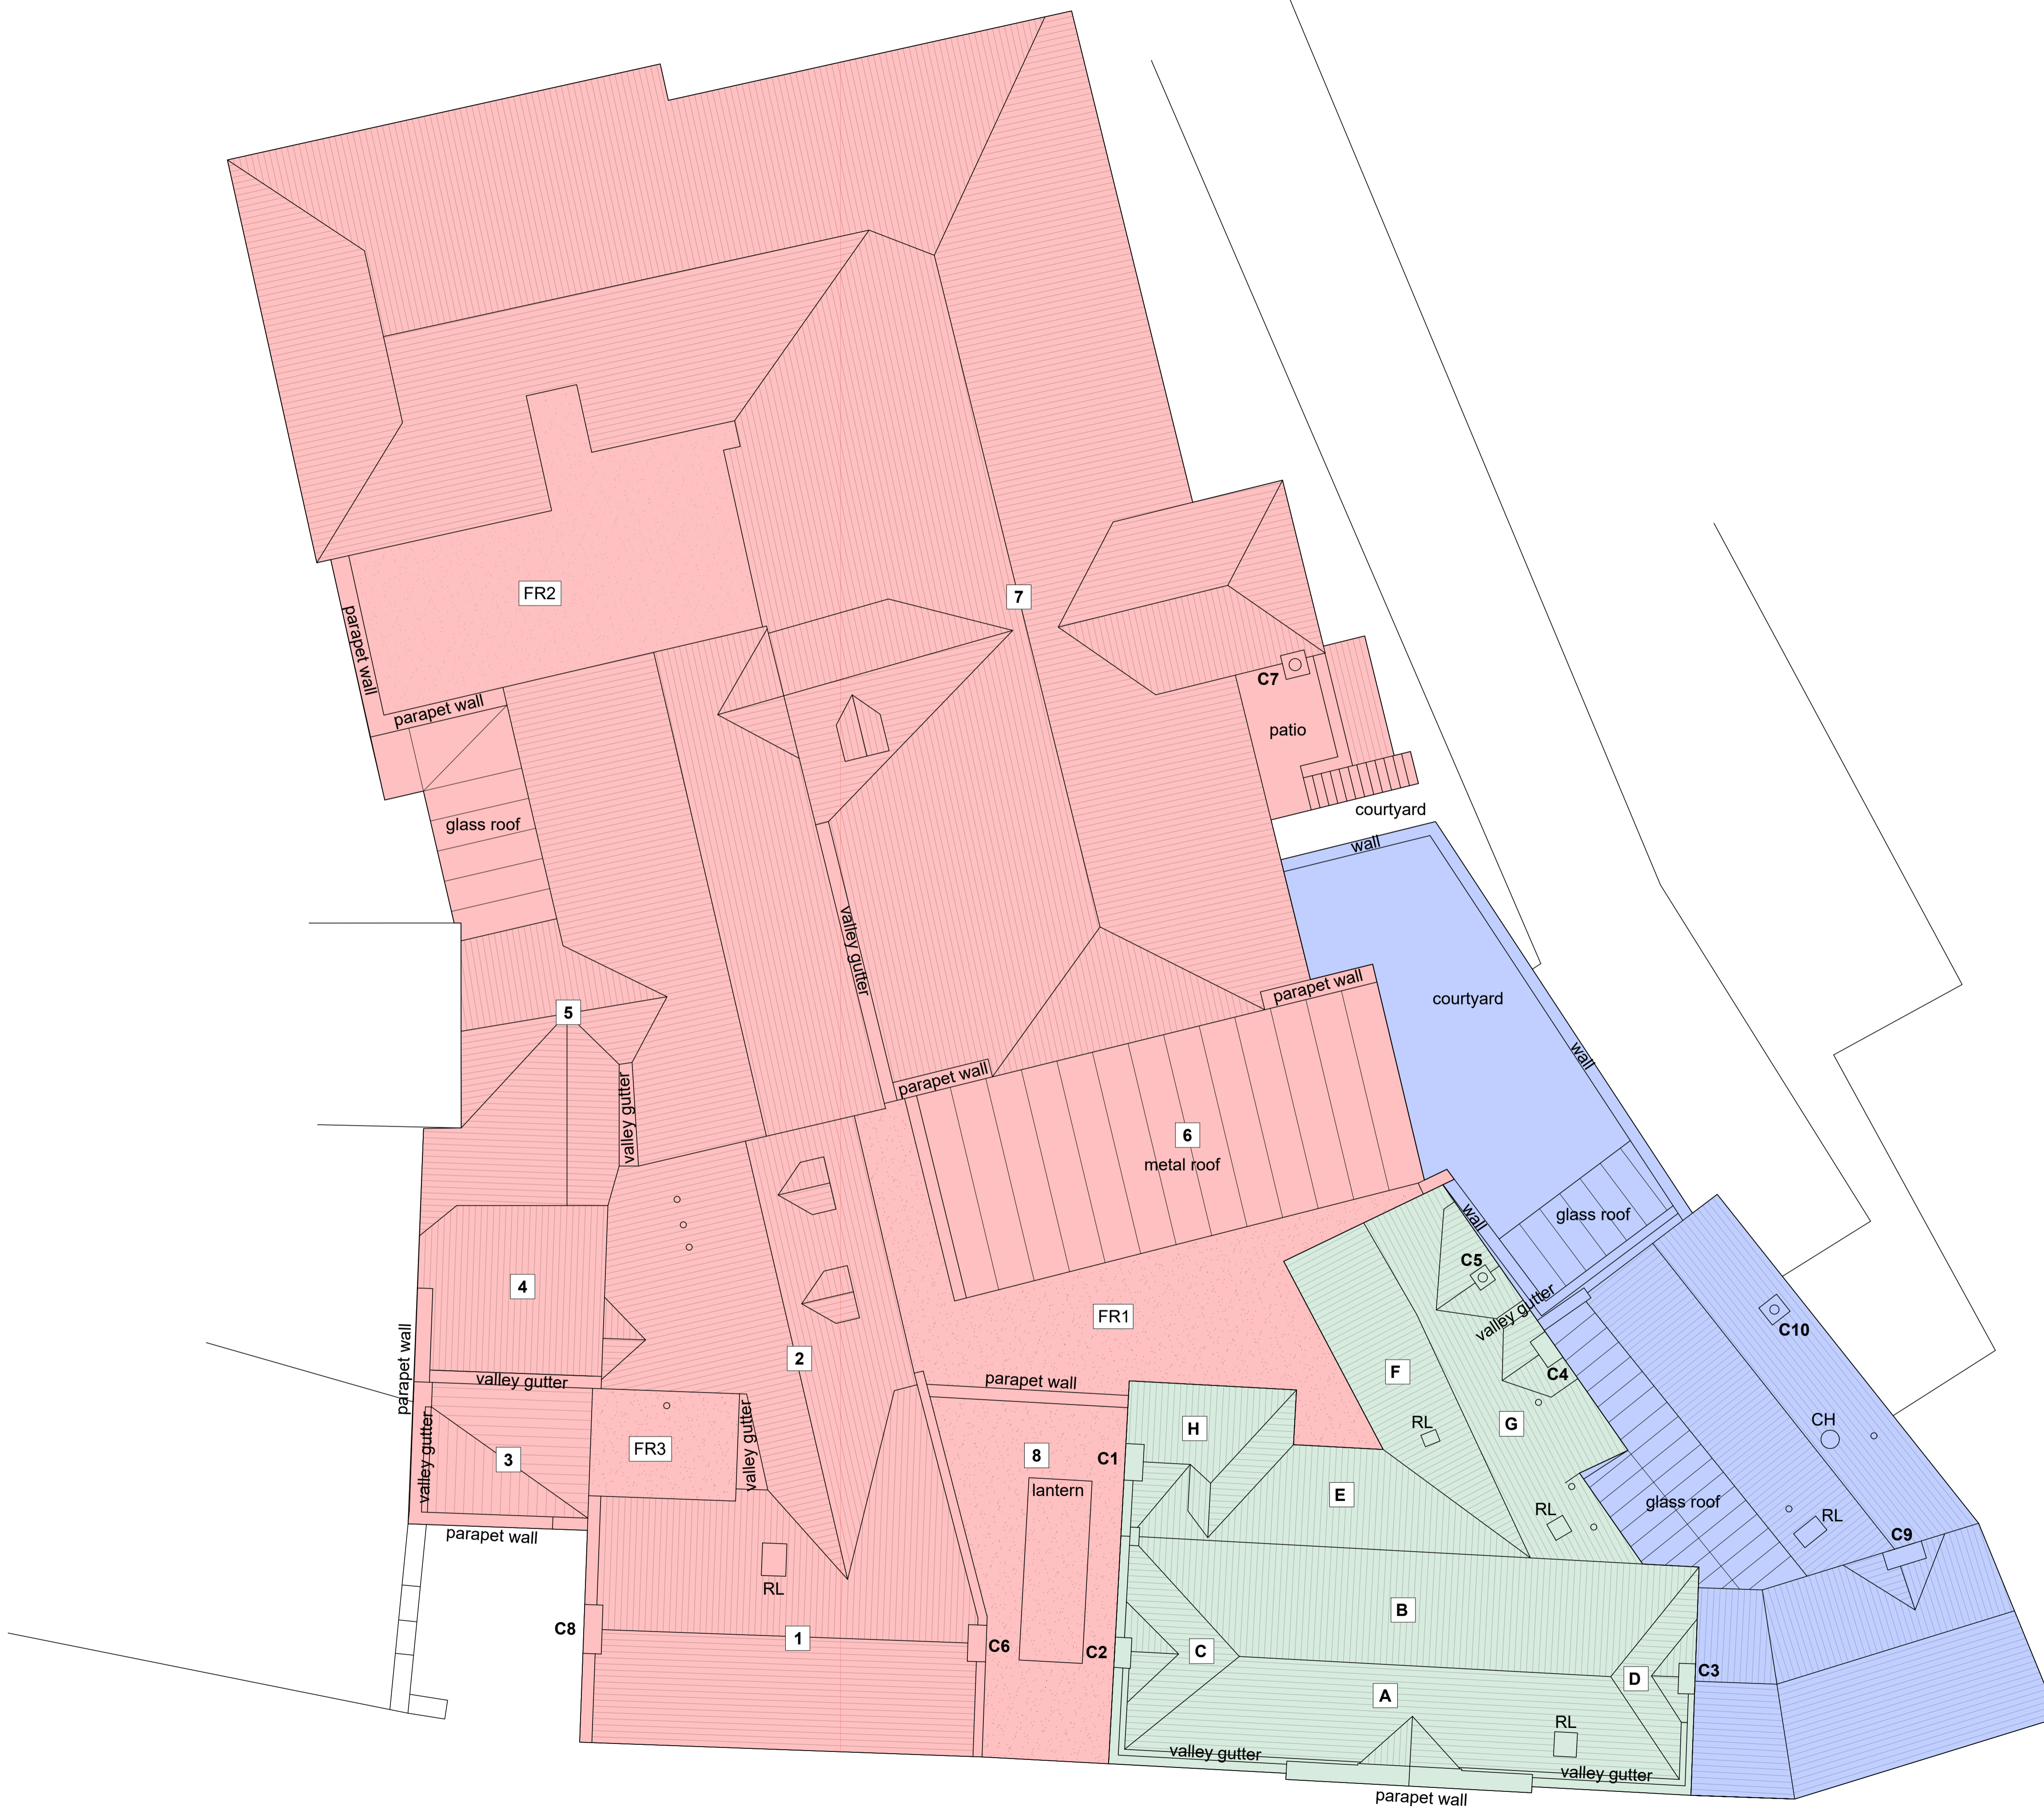 7
FR2
parapet wall
C7
parapet wall
patio
courtyard
glass roof
wall
valley gutter
parapet wall
courtyard
5
wall
parapet wall
valley gutter
6
metal roof
glass roof
wall
C5
4
valley gutter
FR1
C10
parapet wall
2
F
C4
valley gutter
parapet wall
CH
RL
G
H
valley gutter
valley gutter
FR3
3
8
C1
lantern
E
glass roof
RL
RL
C9
parapet wall
RL
B
C8
1
C6
C2
C
D
C3
A
RL
valley gutter
valley gutter
parapet wall